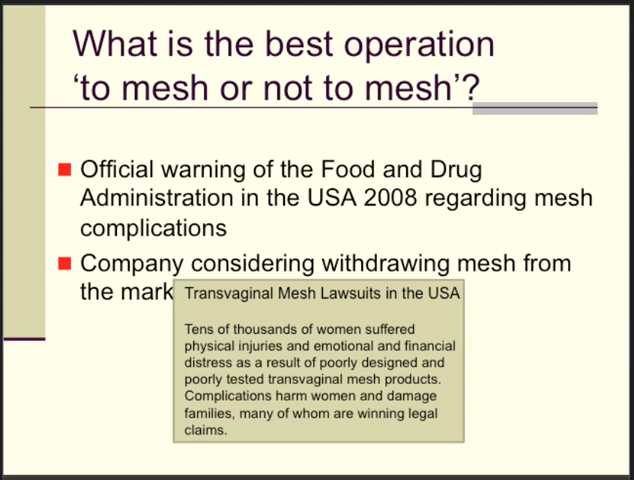 What is the best operation
‘to mesh or not to mesh’?
Official warning of the Food and Drug
Administration in the USA 2008 regarding mesh
complications
Company considering withdrawing mesh from
the mark
Transvaginal Mesh Lawsuits in the USA
Tens of thousands of women suffered
physical injuries and emotional and financial
distress as a result of poorly designed and
poorly tested transvaginal mesh products.
Complications harm women and damage
families, many of whom are winning legal
claims.